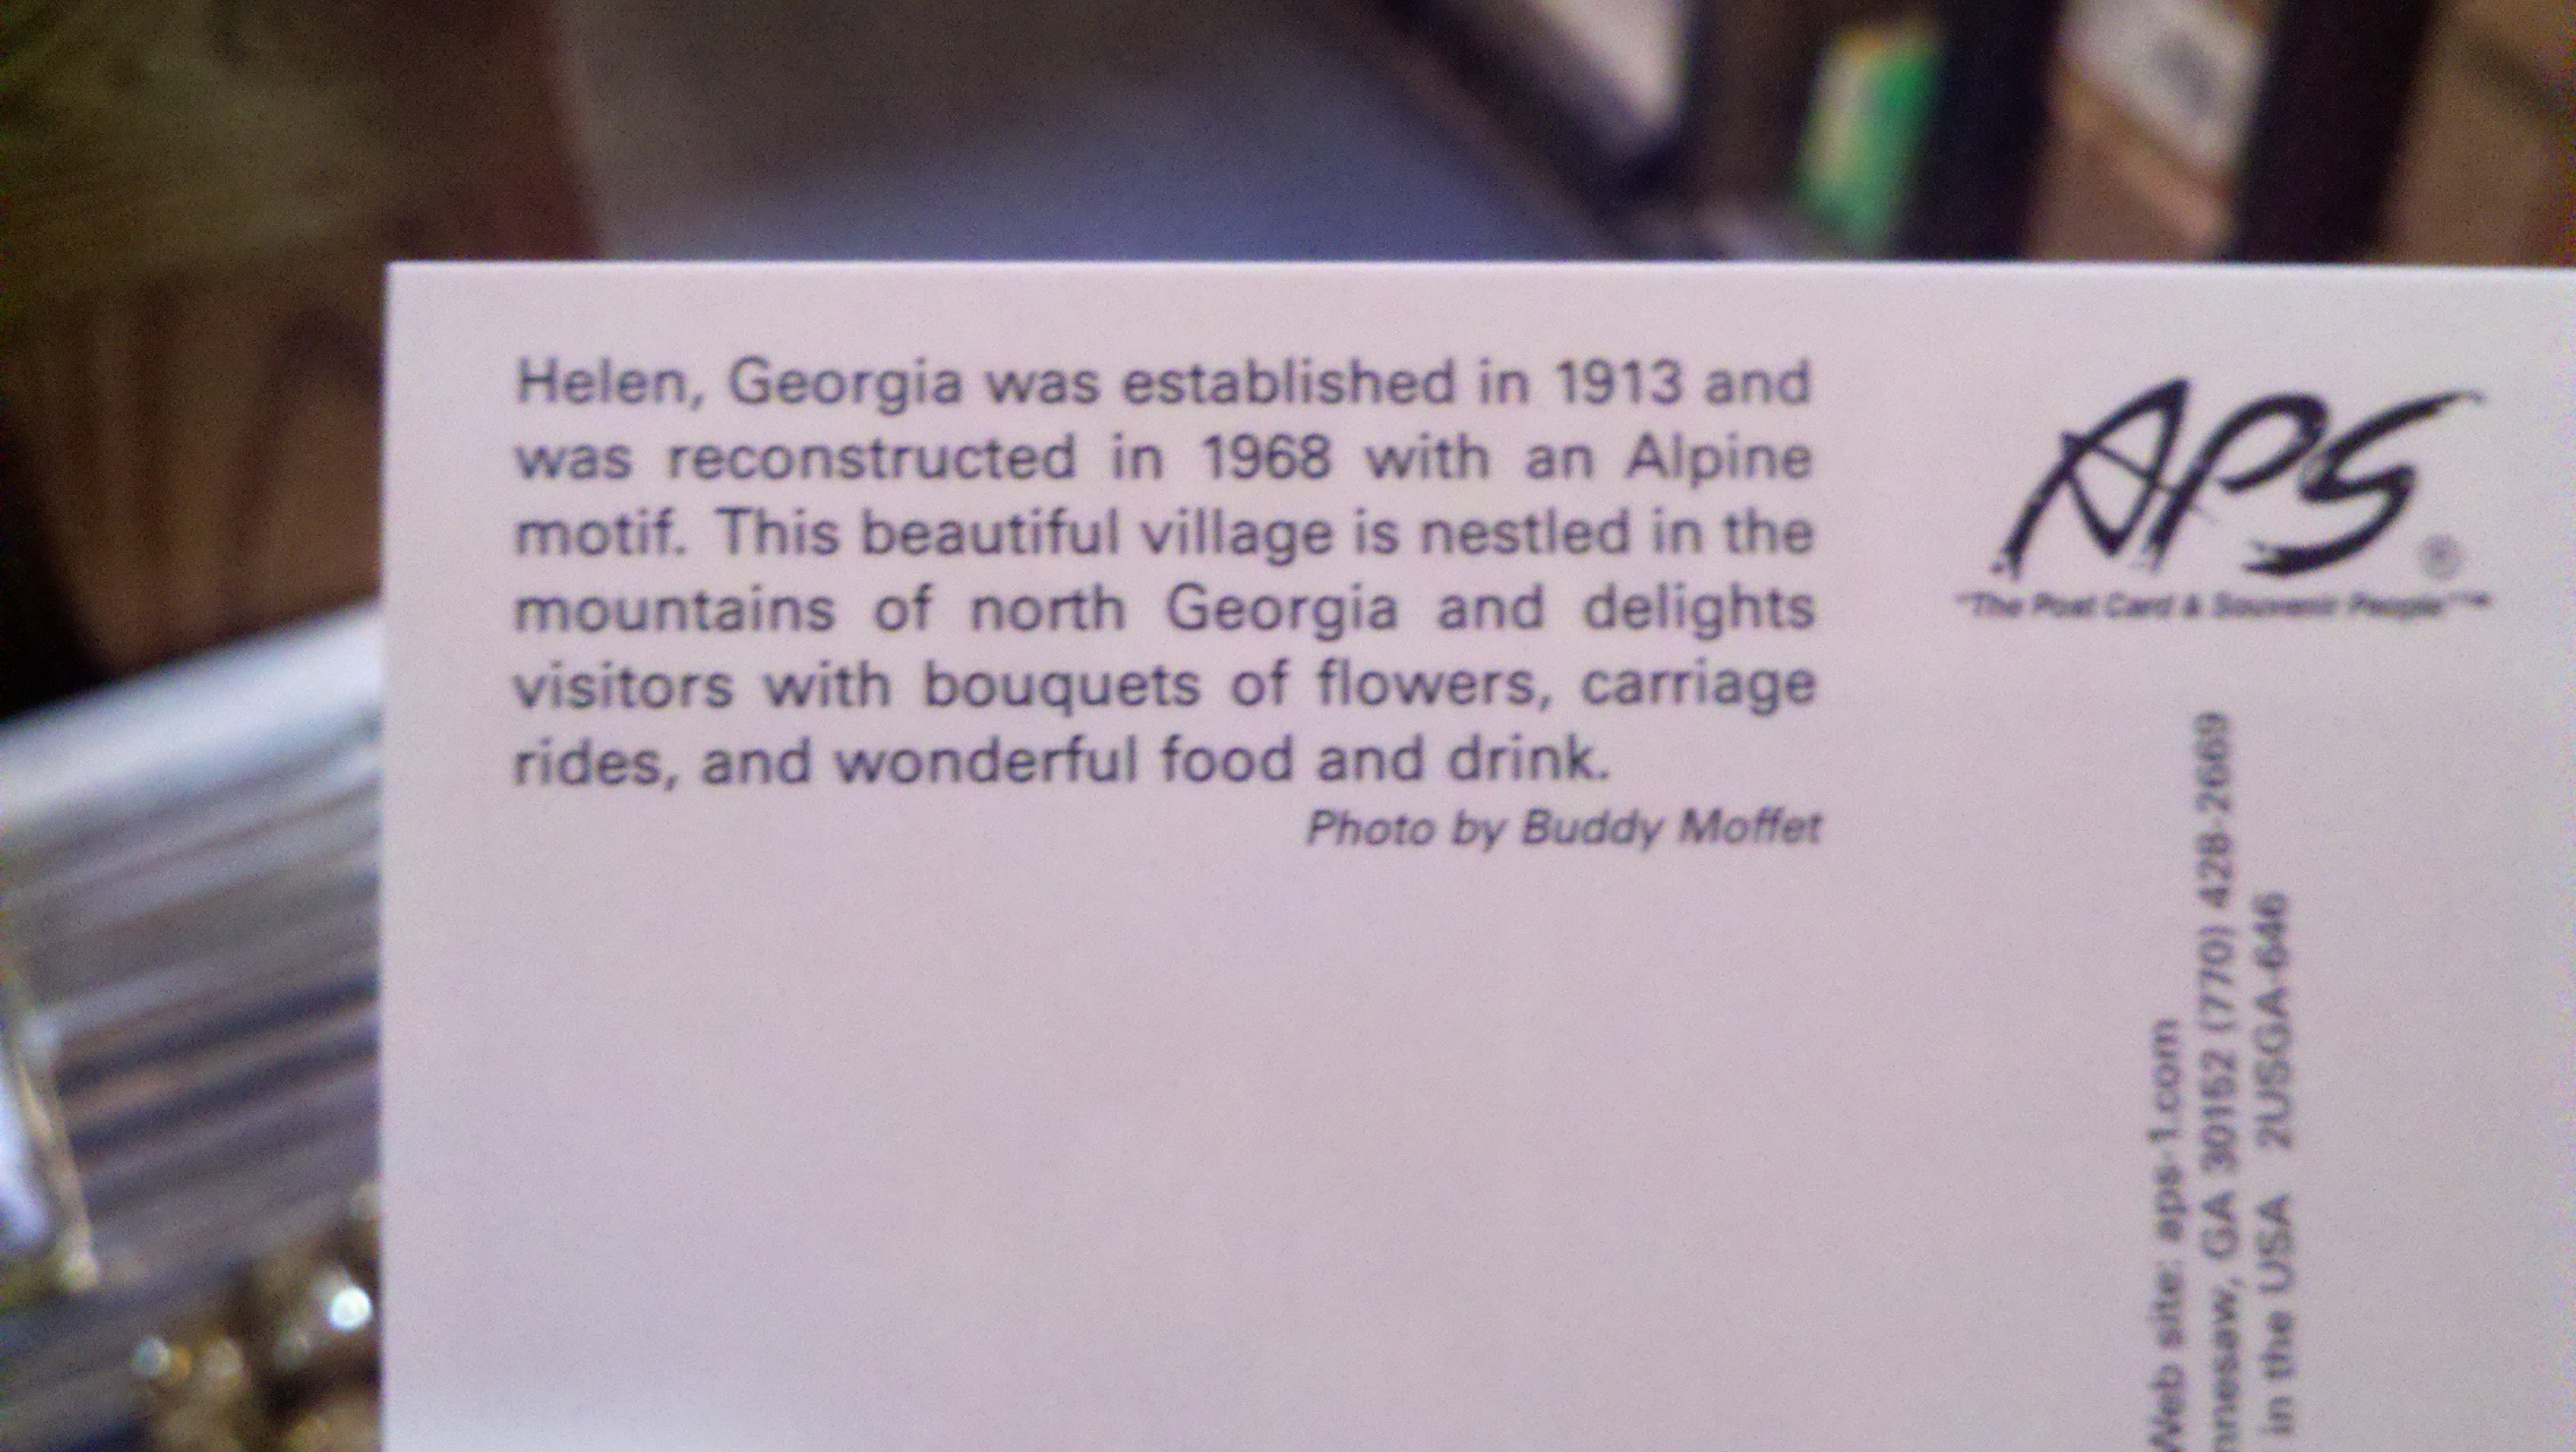 Helen, Georgia was established in 1913 and
was reconstructed in 1968 with an Alpine
motif. This beautiful village is nestled in the
mountains of north Georgia and delights
visitors with bouquets of flowers, carriage
rides, and wonderful food and drink.
Photo by Buddy Moffet
APS®
"The Post Card & Souvenir People"™
Web site: aps-1.com
nnesaw, GA 30152 (770) 428-2669
in the USA 2USGA-646